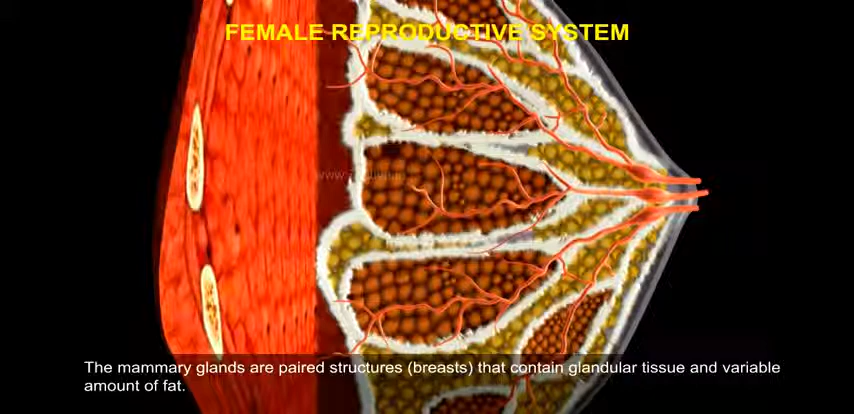 FEMALE REPRODUCTIVE SYSTEM
The mammary glands are paired structures (breasts) that contain glandular tissue and variable
amount of fat.